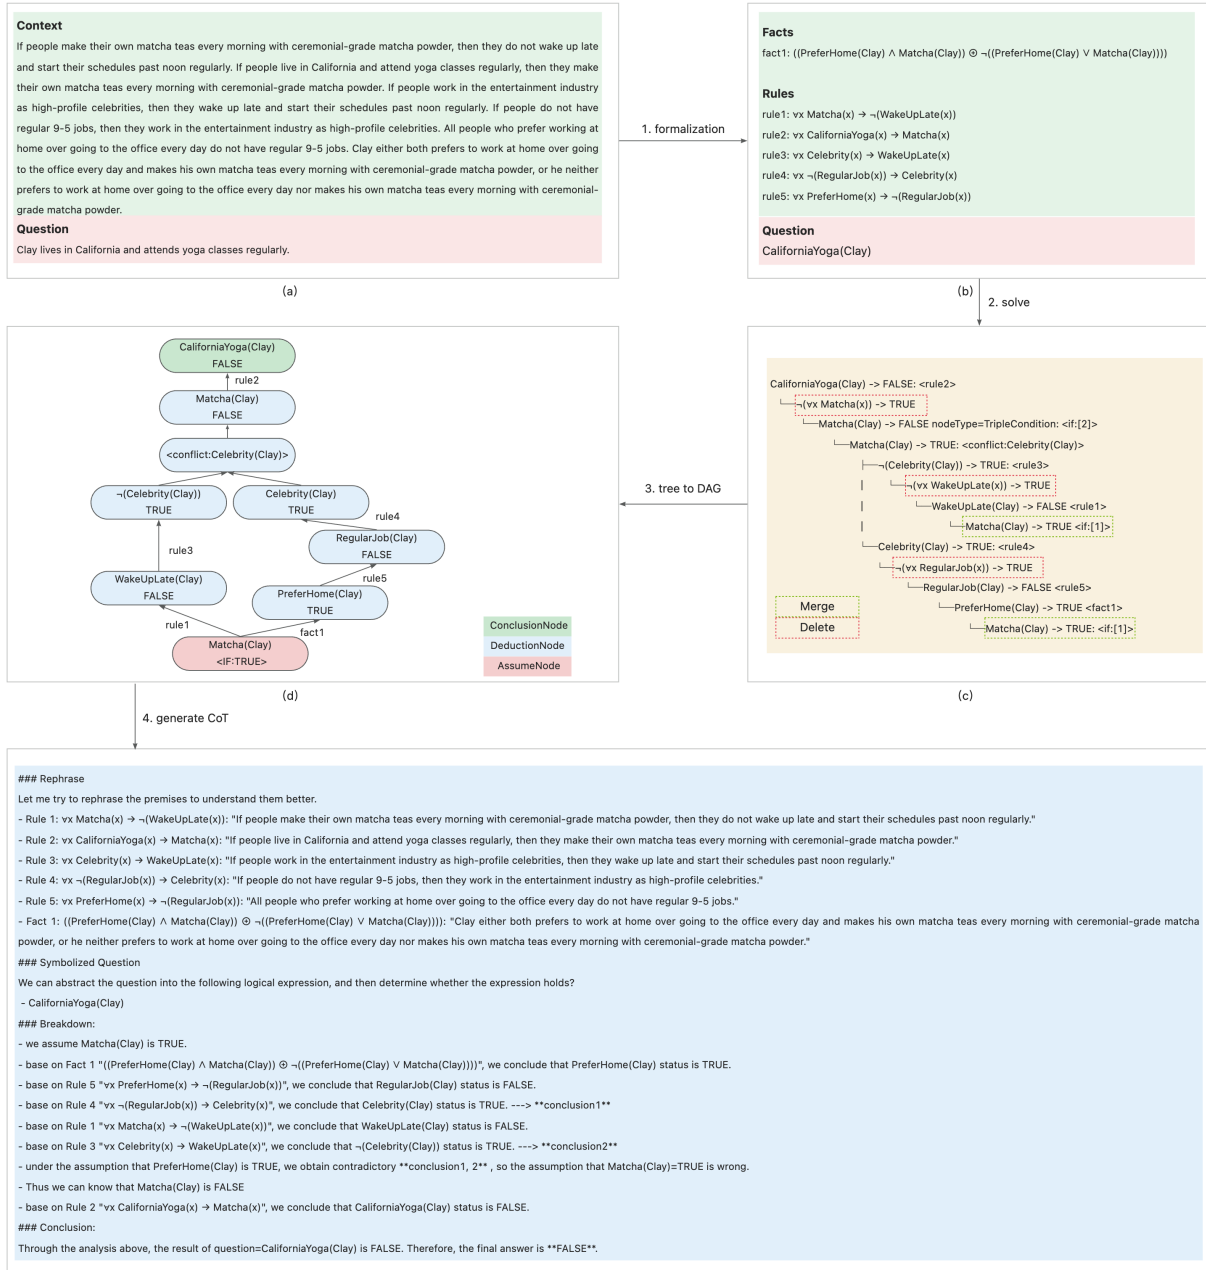 Context
If people make their own matcha teas every morning with ceremonial-grade matcha powder, then they do not wake up late
and start their schedules past noon regularly. If people live in California and attend yoga classes regularly, then they make
their own matcha teas every morning with ceremonial-grade matcha powder. If people work in the entertainment industry
as high-profile celebrities, then they wake up late and start their schedules past noon regularly. If people do not have
regular 9-5 jobs, then they work in the entertainment industry as high-profile celebrities. All people who prefer working at
home over going to the office every day do not have regular 9-5 jobs. Clay either both prefers to work at home over going
to the office every day and makes his own matcha teas every morning with ceremonial-grade matcha powder, or he neither
prefers to work at home over going to the office every day nor makes his own matcha teas every morning with ceremonial-
grade matcha powder.
Question
Clay lives in California and attends yoga classes regularly.
(a)
1. formalization
Facts
fact1: ((PreferHome(Clay) ∧ Matcha(Clay)) ⊕ ¬((PreferHome(Clay) ∨ Matcha(Clay))))
Rules
rule1: ∀x Matcha(x) → ¬(WakeUpLate(x))
rule2: ∀x CaliforniaYoga(x) → Matcha(x)
rule3: ∀x Celebrity(x) → WakeUpLate(x)
rule4: ∀x ¬(RegularJob(x)) → Celebrity(x)
rule5: ∀x PreferHome(x) → ¬(RegularJob(x))
Question
CaliforniaYoga(Clay)
(b)
2. solve
CaliforniaYoga(Clay) -> FALSE: <rule2>
¬(∀x Matcha(x)) -> TRUE
Matcha(Clay) -> FALSE nodeType=TripleCondition: <if:[2]>
Matcha(Clay) -> TRUE: <conflict:Celebrity(Clay)>
¬(Celebrity(Clay)) -> TRUE: <rule3>
¬(∀x WakeUpLate(x)) -> TRUE
WakeUpLate(Clay) -> FALSE <rule1>
Matcha(Clay) -> TRUE <if:[1]>
Celebrity(Clay) -> TRUE: <rule4>
¬(∀x RegularJob(x)) -> TRUE
RegularJob(Clay) -> FALSE <rule5>
PreferHome(Clay) -> TRUE <fact1>
Matcha(Clay) -> TRUE: <if:[1]>
Merge
Delete
(c)
3. tree to DAG
CaliforniaYoga(Clay)
FALSE
rule2
Matcha(Clay)
FALSE
<conflict:Celebrity(Clay)>
¬(Celebrity(Clay))
TRUE
Celebrity(Clay)
TRUE
rule4
rule3
RegularJob(Clay)
FALSE
rule5
WakeUpLate(Clay)
FALSE
PreferHome(Clay)
TRUE
rule1
fact1
Matcha(Clay)
<IF:TRUE>
ConclusionNode
DeductionNode
AssumeNode
(d)
4. generate CoT
### Rephrase
Let me try to rephrase the premises to understand them better.
- Rule 1: ∀x Matcha(x) → ¬(WakeUpLate(x)): "If people make their own matcha teas every morning with ceremonial-grade matcha powder, then they do not wake up late and start their schedules past noon regularly."
- Rule 2: ∀x CaliforniaYoga(x) → Matcha(x): "If people live in California and attend yoga classes regularly, then they make their own matcha teas every morning with ceremonial-grade matcha powder."
- Rule 3: ∀x Celebrity(x) → WakeUpLate(x): "If people work in the entertainment industry as high-profile celebrities, then they wake up late and start their schedules past noon regularly."
- Rule 4: ∀x ¬(RegularJob(x)) → Celebrity(x): "If people do not have regular 9-5 jobs, then they work in the entertainment industry as high-profile celebrities."
- Rule 5: ∀x PreferHome(x) → ¬(RegularJob(x)): "All people who prefer working at home over going to the office every day do not have regular 9-5 jobs."
- Fact 1: ((PreferHome(Clay) ∧ Matcha(Clay)) ⊕ ¬((PreferHome(Clay) ∨ Matcha(Clay)))): "Clay either both prefers to work at home over going to the office every day and makes his own matcha teas every morning with ceremonial-grade matcha
powder, or he neither prefers to work at home over going to the office every day nor makes his own matcha teas every morning with ceremonial-grade matcha powder."
### Symbolized Question
We can abstract the question into the following logical expression, and then determine whether the expression holds?
- CaliforniaYoga(Clay)
### Breakdown:
- we assume Matcha(Clay) is TRUE.
- base on Fact 1 "((PreferHome(Clay) ∧ Matcha(Clay)) ⊕ ¬((PreferHome(Clay) ∨ Matcha(Clay))))", we conclude that PreferHome(Clay) status is TRUE.
- base on Rule 5 "∀x PreferHome(x) → ¬(RegularJob(x))", we conclude that RegularJob(Clay) status is FALSE.
- base on Rule 4 "∀x ¬(RegularJob(x)) → Celebrity(x)", we conclude that Celebrity(Clay) status is TRUE. ---> **conclusion1**
- base on Rule 1 "∀x Matcha(x) → ¬(WakeUpLate(x))", we conclude that WakeUpLate(Clay) status is FALSE.
- base on Rule 3 "∀x Celebrity(x) → WakeUpLate(x)", we conclude that ¬(Celebrity(Clay)) status is TRUE. ---> **conclusion2**
- under the assumption that PreferHome(Clay) is TRUE, we obtain contradictory **conclusion1, 2** , so the assumption that Matcha(Clay)=TRUE is wrong.
- Thus we can know that Matcha(Clay) is FALSE
- base on Rule 2 "∀x CaliforniaYoga(x) → Matcha(x)", we conclude that CaliforniaYoga(Clay) status is FALSE.
### Conclusion:
Through the analysis above, the result of question=CaliforniaYoga(Clay) is FALSE. Therefore, the final answer is **FALSE**.